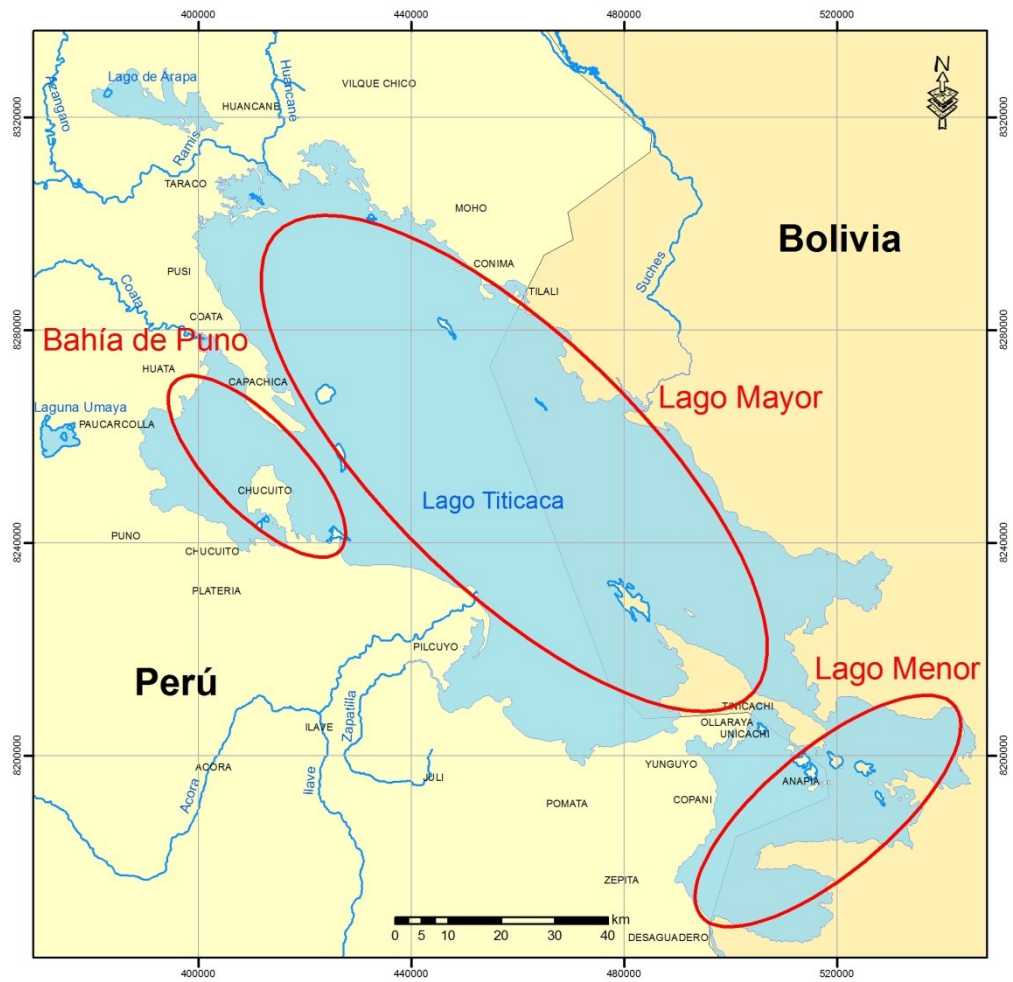 400000
440000
480000
520000
Lago de Arapa
Huancane
VILQUE CHICO
N
Azangaro
HUANCANE
8320000
8320000
Ramis
TARACO
MOHO
Bolivia
CONIMA
PUSI
Suches
TILALI
Coata
COATA
8280000
8280000
Bahía de Puno
HUATA
CAPACHICA
Lago Mayor
Laguna Umaya
PAUCARCOLLA
CHUCUITO
Lago Titicaca
PUNO
8240000
8240000
CHUCUITO
PLATERIA
PILCUYO
Lago Menor
Perú
TINICACHI
Zapatilla
OLLARAYA
ILAVE
UNICACHI
8200000
8200000
ACORA
YUNGUYO
JULI
ANAPIA
Acora
Ilave
POMATA
COPANI
ZEPITA
km
0 5 10 20 30 40
DESAGUADERO
400000
440000
480000
520000